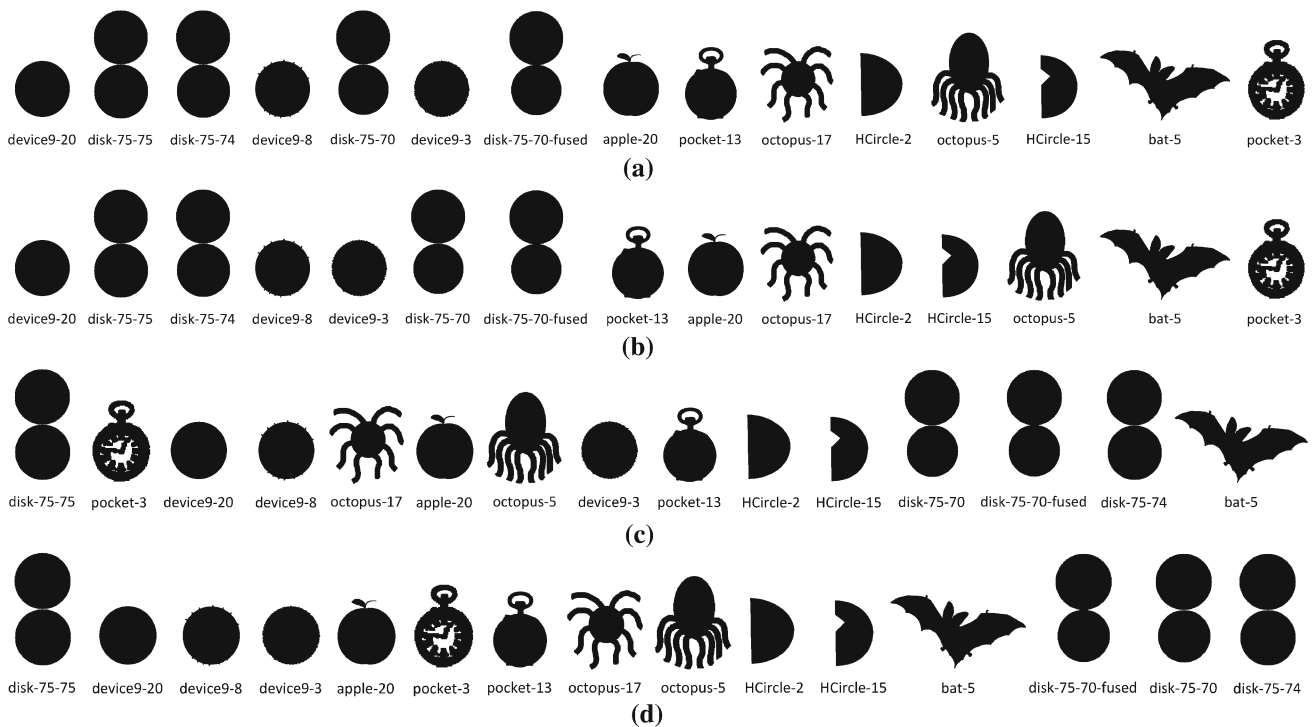 device9-20 disk-75-75 disk-75-74 device9-8 disk-75-70 device9-3 disk-75-70-fused apple-20 pocket-13 octopus-17 HCircle-2 octopus-5 HCircle-15 bat-5 pocket-3
(a)
device9-20 disk-75-75 disk-75-74 device9-8 device9-3 disk-75-70 disk-75-70-fused pocket-13 apple-20 octopus-17 HCircle-2 HCircle-15 octopus-5 bat-5 pocket-3
(b)
disk-75-75 pocket-3 device9-20 device9-8 octopus-17 apple-20 octopus-5 device9-3 pocket-13 HCircle-2 HCircle-15 disk-75-70 disk-75-70-fused disk-75-74 bat-5
(c)
disk-75-75 device9-20 device9-8 device9-3 apple-20 pocket-3 pocket-13 octopus-17 octopus-5 HCircle-2 HCircle-15 bat-5 disk-75-70-fused disk-75-70 disk-75-74
(d)